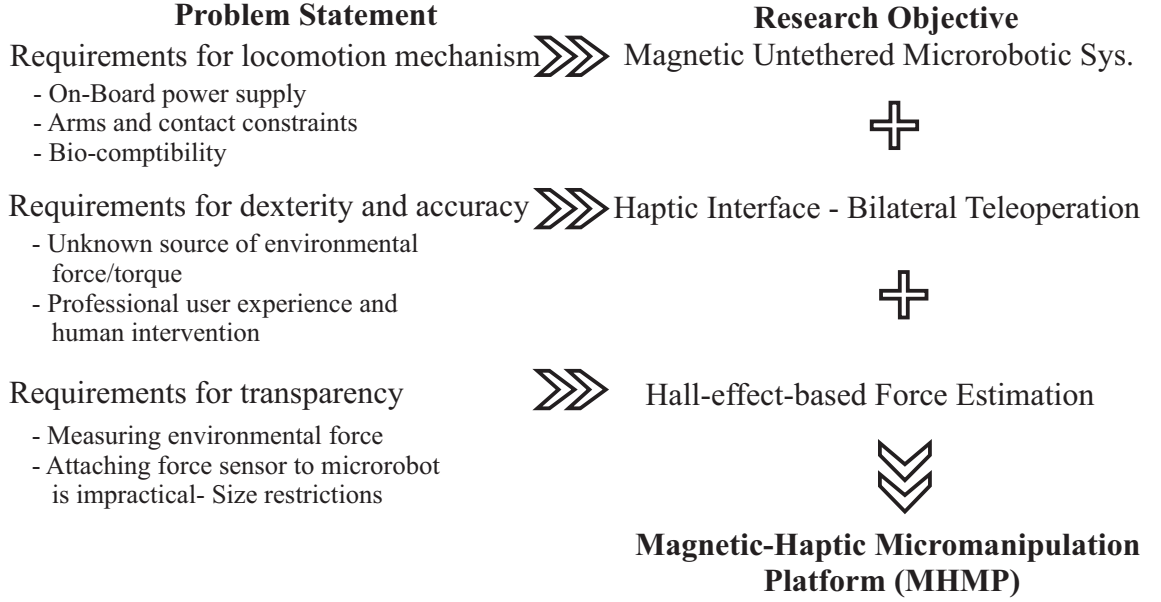 Problem Statement
Research Objective
Requirements for locomotion mechanism
Magnetic Untethered Microrobotic Sys.
- On-Board power supply
- Arms and contact constraints
- Bio-comptibility
Requirements for dexterity and accuracy
Haptic Interface - Bilateral Teleoperation
- Unknown source of environmental
force/torque
- Professional user experience and
human intervention
Requirements for transparency
Hall-effect-based Force Estimation
- Measuring environmental force
- Attaching force sensor to microrobot
is impractical- Size restrictions
Magnetic-Haptic Micromanipulation
Platform (MHMP)